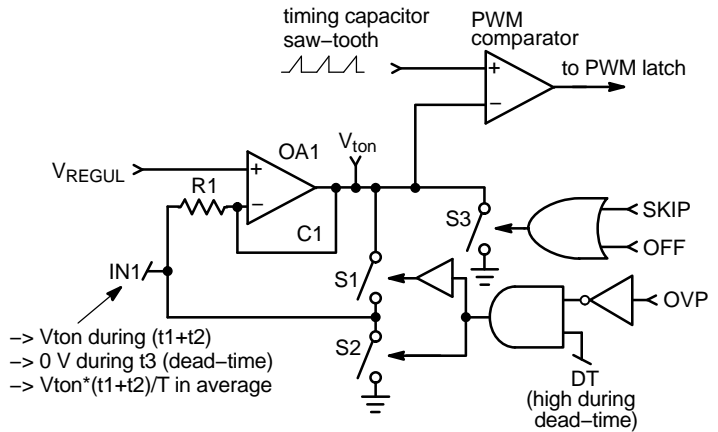 timing capacitor
saw−tooth
PWM
comparator
to PWM latch
+
−
Vton
OA1
VREGUL
+
−
R1
C1
S3
SKIP
OFF
IN1
S1
OVP
S2
−> Vton during (t1+t2)
−> 0 V during t3 (dead−time)
−> Vton*(t1+t2)/T in average
DT
(high during
dead−time)